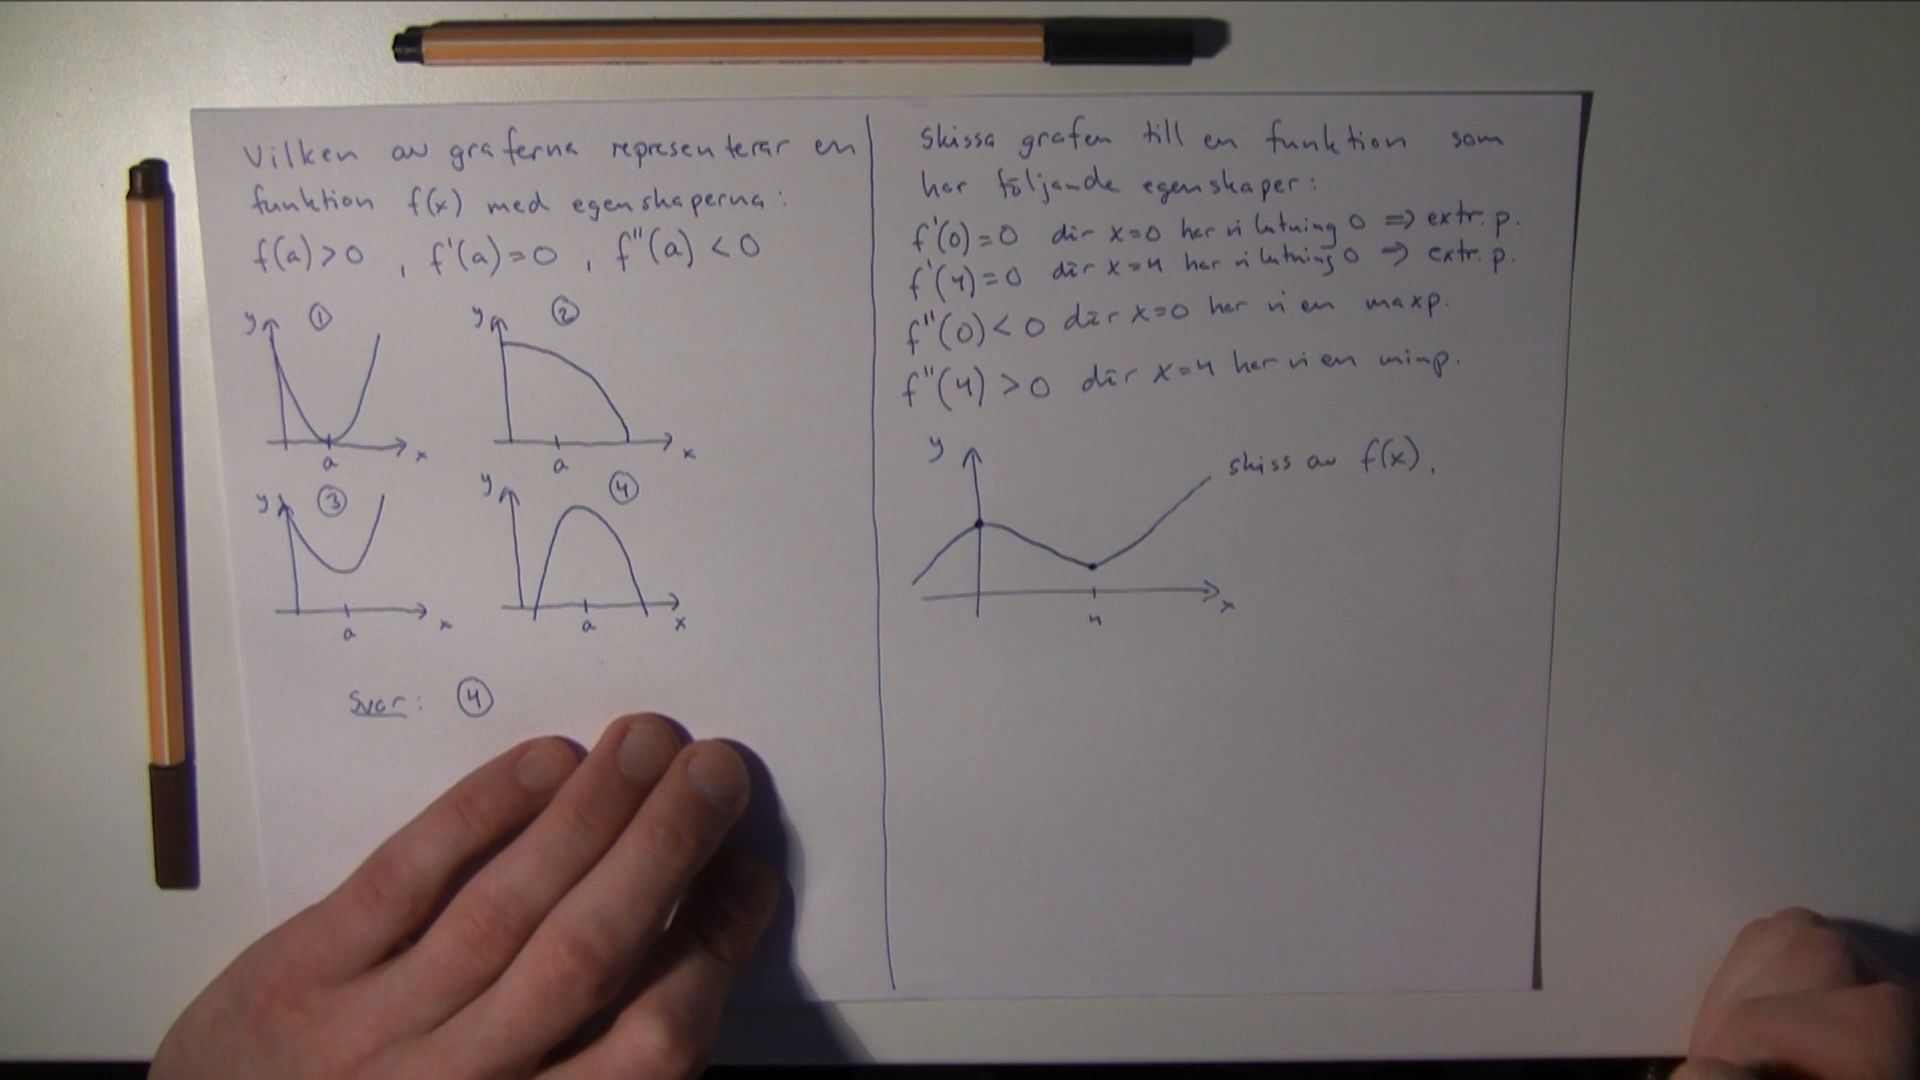 Vilken av graferna representerar en
funktion f(x) med egenskaperna:
f(a)>0 , f'(a)=0 , f''(a)<0
y ① y ②
x x
a a
y ③ y ④
a x a x
Svar: ④
Skissa grafen till en funktion som
har följande egenskaper:
f'(0)=0 där x=0 har vi lutning 0 ⇒ extr.p.
f'(4)=0 där x=4 har vi lutning 0 ⇒ extr.p.
f''(0)<0 där x=0 har vi en maxp.
f''(4)>0 där x=4 har vi en minp.
y skiss av f(x).
4 x